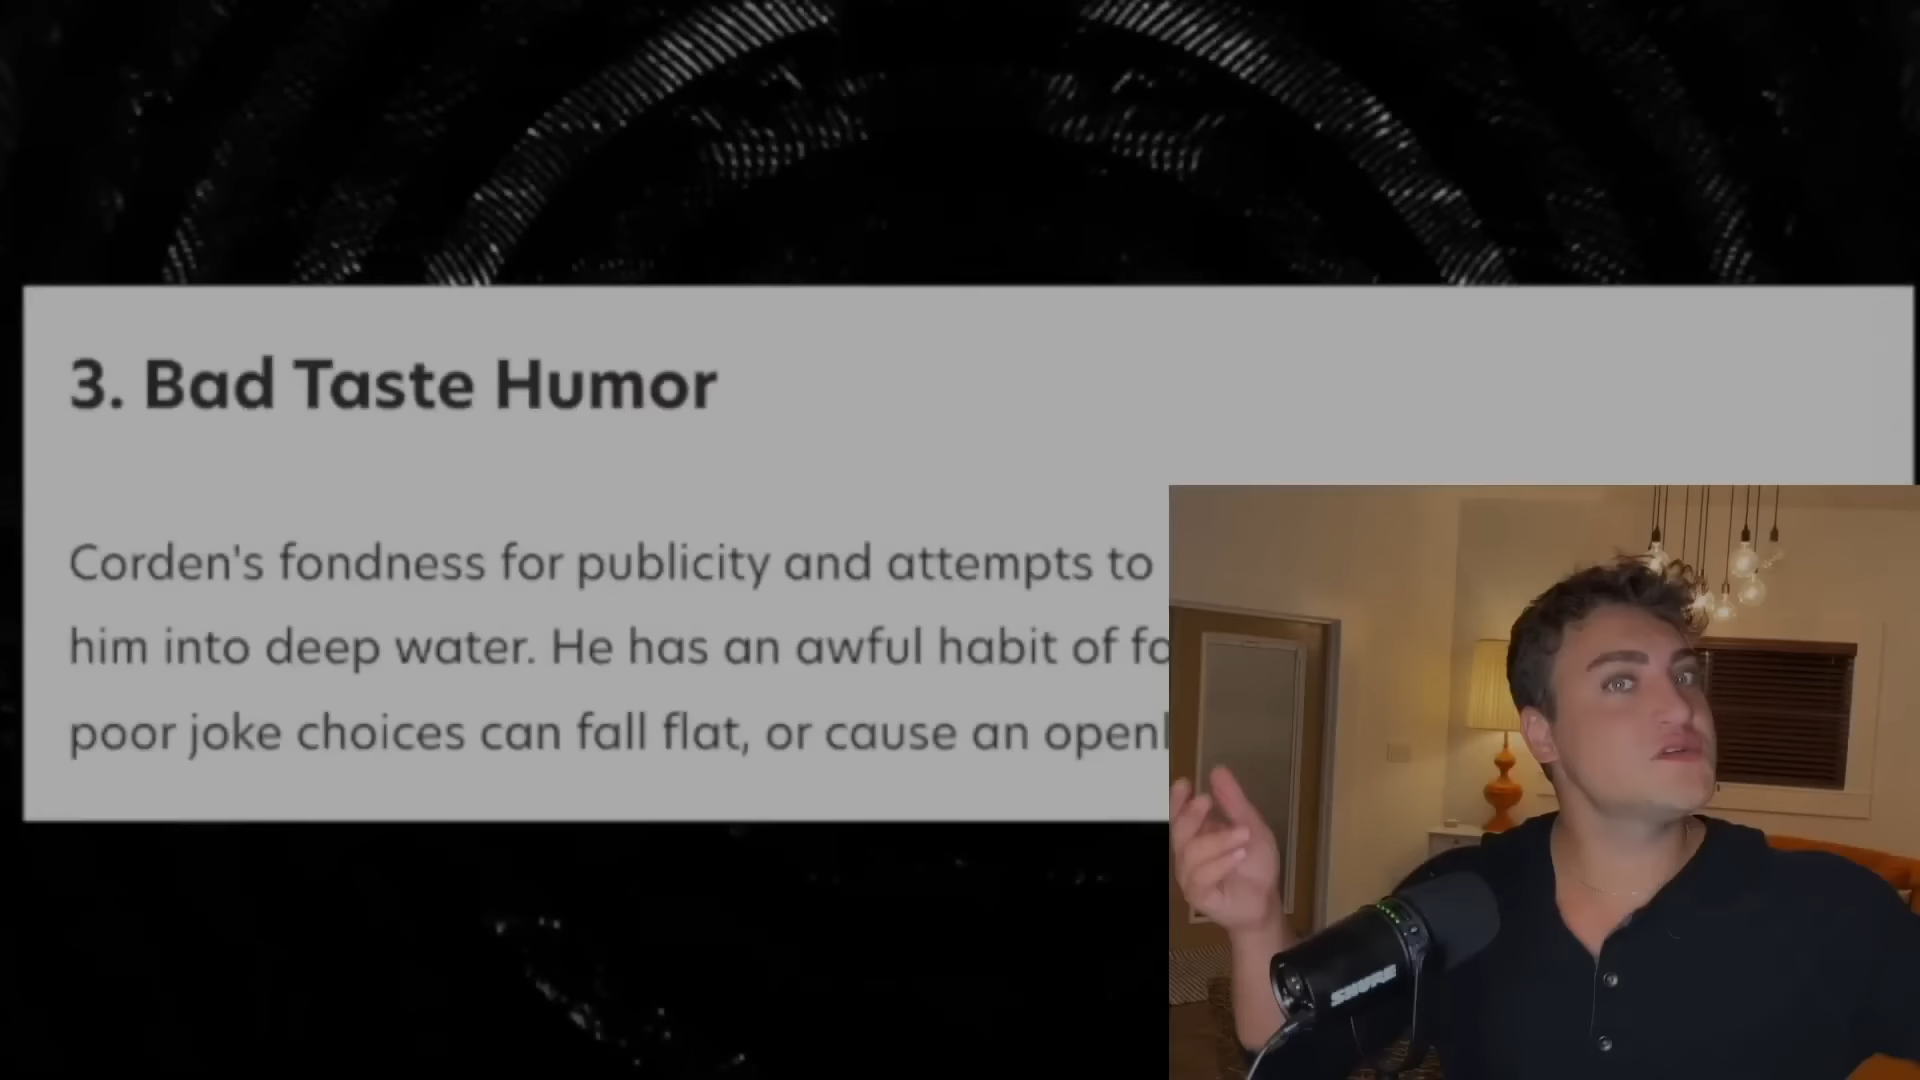 3. Bad Taste Humor
Corden's fondness for publicity and attempts to
him into deep water. He has an awful habit of
poor joke choices can fall flat, or cause an
SHURE